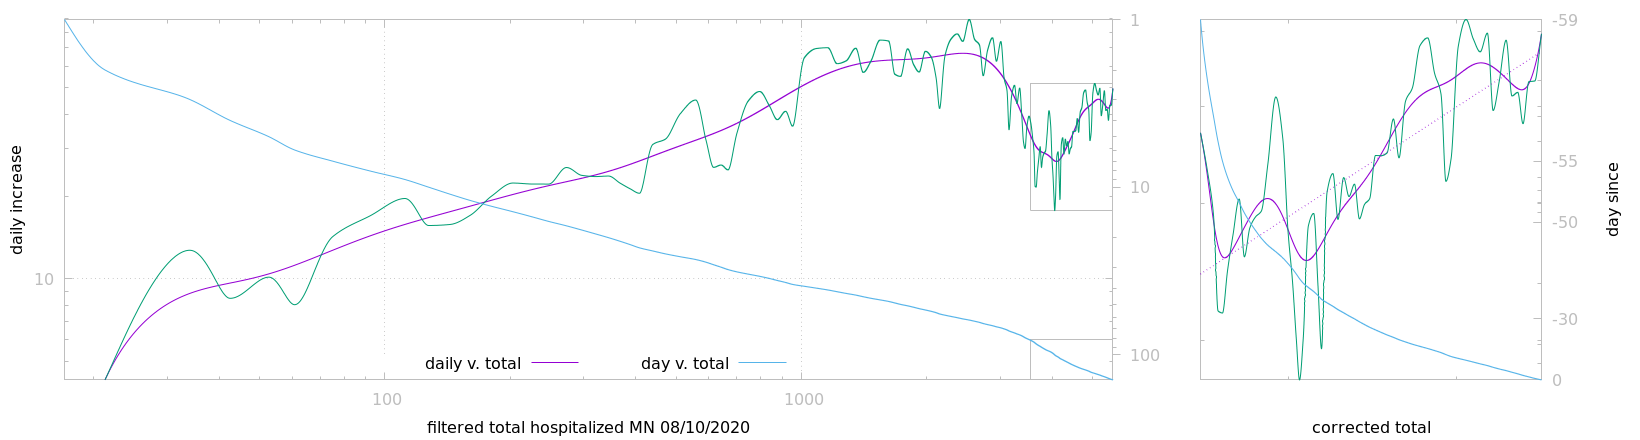 1
-59
10
-55
-50
10
-30
100
0
daily increase
day since
daily v. total
day v. total
100
1000
filtered total hospitalized MN 08/10/2020
corrected total